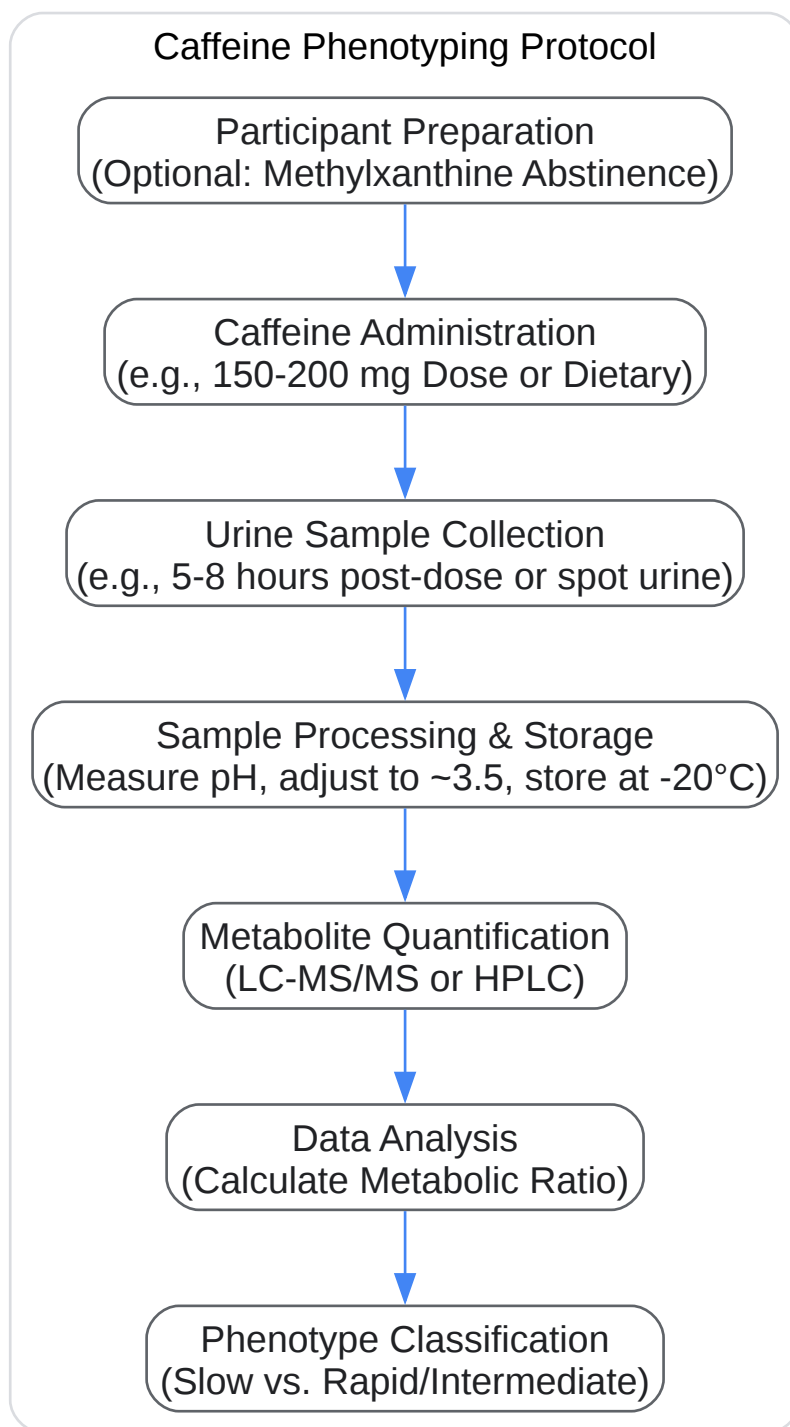 Caffeine Phenotyping Protocol
Participant Preparation
(Optional: Methylxanthine Abstinence)
Caffeine Administration
(e.g., 150-200 mg Dose or Dietary)
Urine Sample Collection
(e.g., 5-8 hours post-dose or spot urine)
Sample Processing & Storage
(Measure pH, adjust to ~3.5, store at -20°C)
Metabolite Quantification
(LC-MS/MS or HPLC)
Data Analysis
(Calculate Metabolic Ratio)
Phenotype Classification
(Slow vs. Rapid/Intermediate)